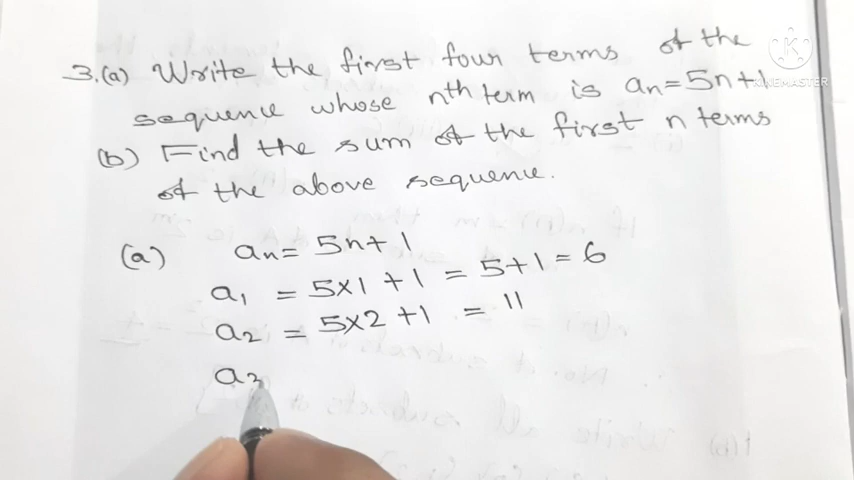 3.(a) Write the first four terms of the
sequence whose nth term is an=5n+1
(b) Find the sum of the first n terms
of the above sequence.
(a) an= 5n+1
a1 = 5×1 +1 = 5+1 = 6
a2 = 5×2 +1 = 11
a3
KINEMASTER